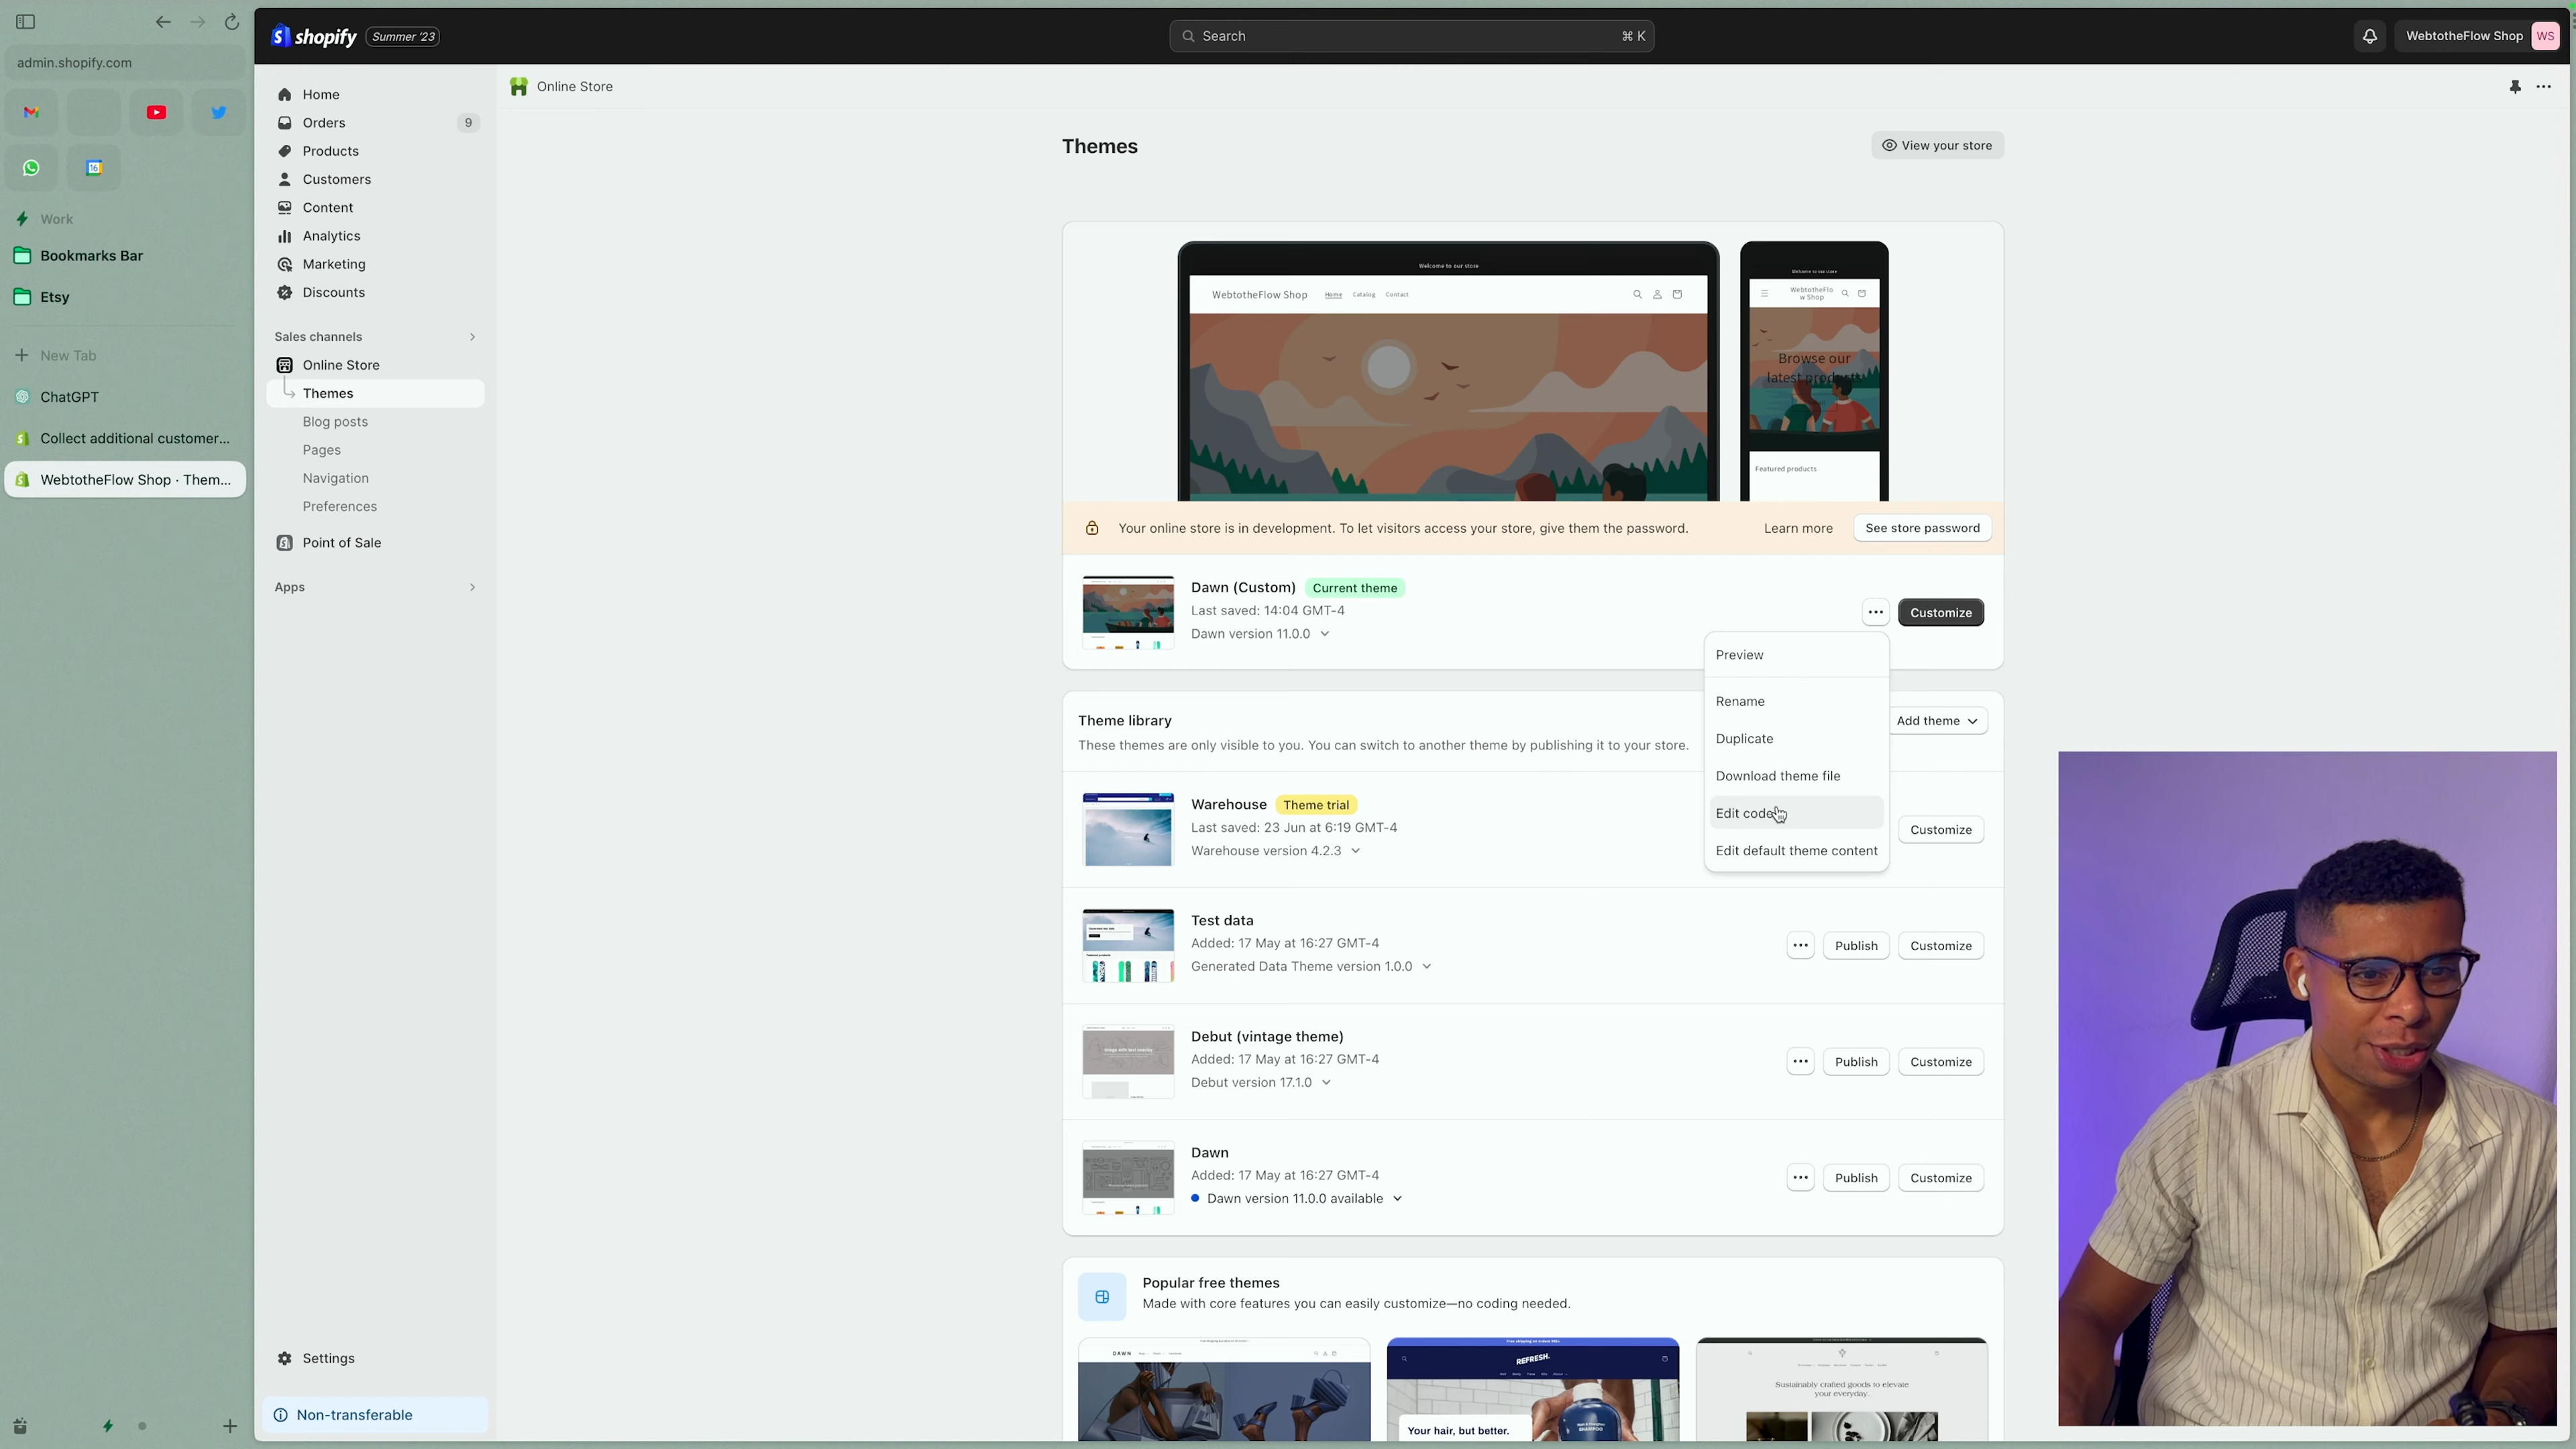 shopify
Summer '23
Search
⌘ K
WebtotheFlow Shop
WS
admin.shopify.com
16
Work
Bookmarks Bar
Etsy
New Tab
ChatGPT
Collect additional customer...
WebtotheFlow Shop · Them...
Home
Orders
9
Products
Customers
Content
Analytics
Marketing
Discounts
Sales channels
Online Store
Themes
Blog posts
Pages
Navigation
Preferences
Point of Sale
Apps
Settings
Non-transferable
Online Store
Themes
View your store
Welcome to our store
WebtotheFlow Shop
Home
Catalog
Contact
Welcome to our store
WebtotheFlo
w Shop
Browse our
latest products
Featured products
Your online store is in development. To let visitors access your store, give them the password.
Learn more
See store password
Dawn (Custom)
Current theme
Last saved: 14:04 GMT-4
Dawn version 11.0.0
Customize
Preview
Rename
Duplicate
Download theme file
Edit code
Edit default theme content
Theme library
Add theme
These themes are only visible to you. You can switch to another theme by publishing it to your store.
Warehouse
Theme trial
Last saved: 23 Jun at 6:19 GMT-4
Warehouse version 4.2.3
Customize
Test data
Added: 17 May at 16:27 GMT-4
Generated Data Theme version 1.0.0
Publish
Customize
Debut (vintage theme)
Added: 17 May at 16:27 GMT-4
Debut version 17.1.0
Publish
Customize
Dawn
Added: 17 May at 16:27 GMT-4
Dawn version 11.0.0 available
Publish
Customize
Popular free themes
Made with core features you can easily customize—no coding needed.
DAWN
REFRESH.
Your hair, but better.
SHAMPOO
Sustainably crafted goods to elevate
your everyday.